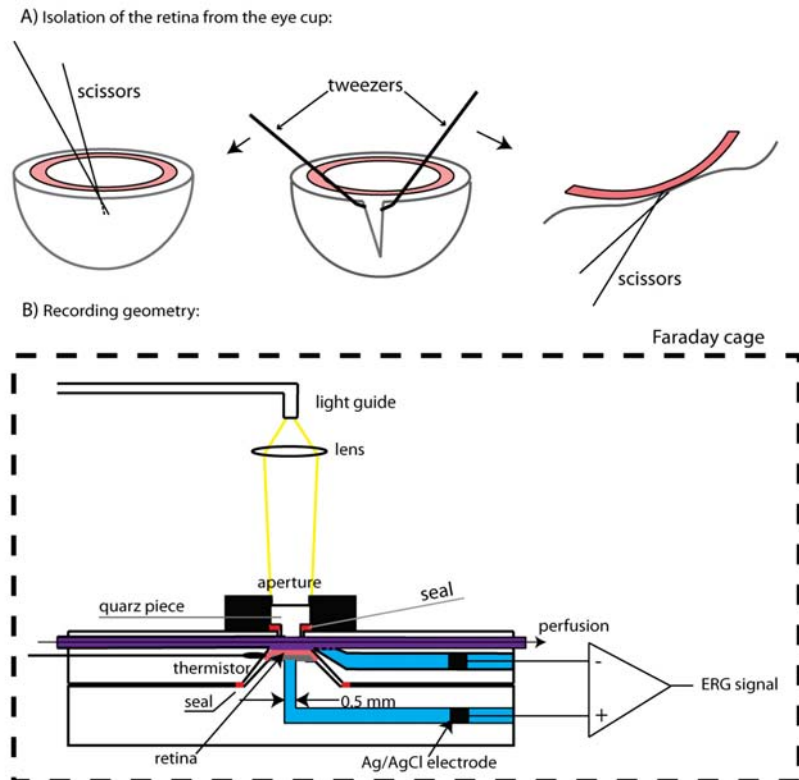 A) Isolation of the retina from the eye cup:
scissors
tweezers
scissors
B) Recording geometry:
Faraday cage
light guide
lens
aperture
quarz piece
seal
perfusion
thermistor
-
ERG signal
seal
0.5 mm
+
retina
Ag/AgCl electrode